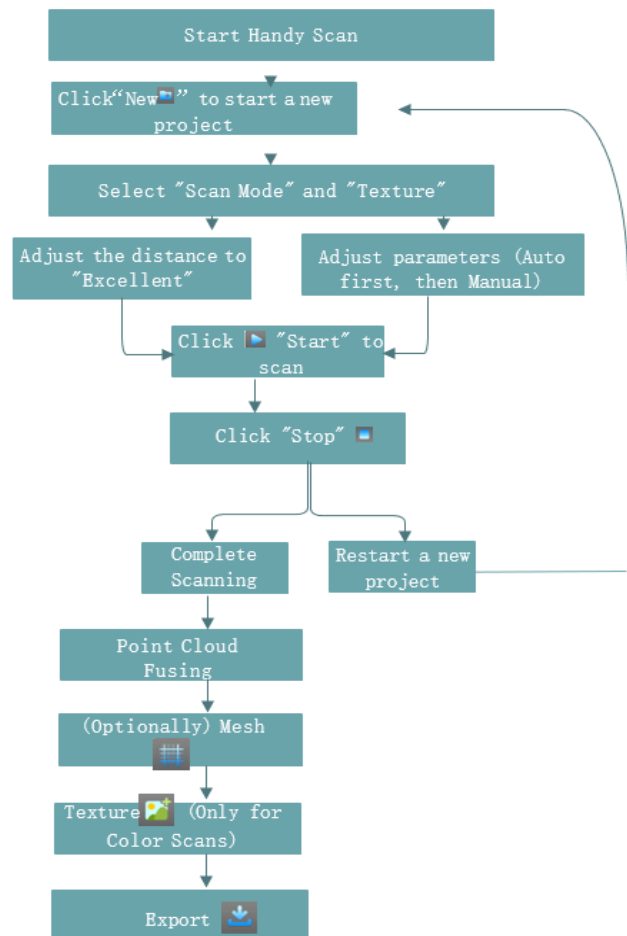 Start Handy Scan
Click“New” to start a new
project
Select "Scan Mode" and "Texture"
Adjust the distance to
"Excellent"
Adjust parameters (Auto
first, then Manual)
Click "Start" to
scan
Click "Stop"
Complete
Scanning
Restart a new
project
Point Cloud
Fusing
(Optionally) Mesh
Texture (Only for
Color Scans)
Export